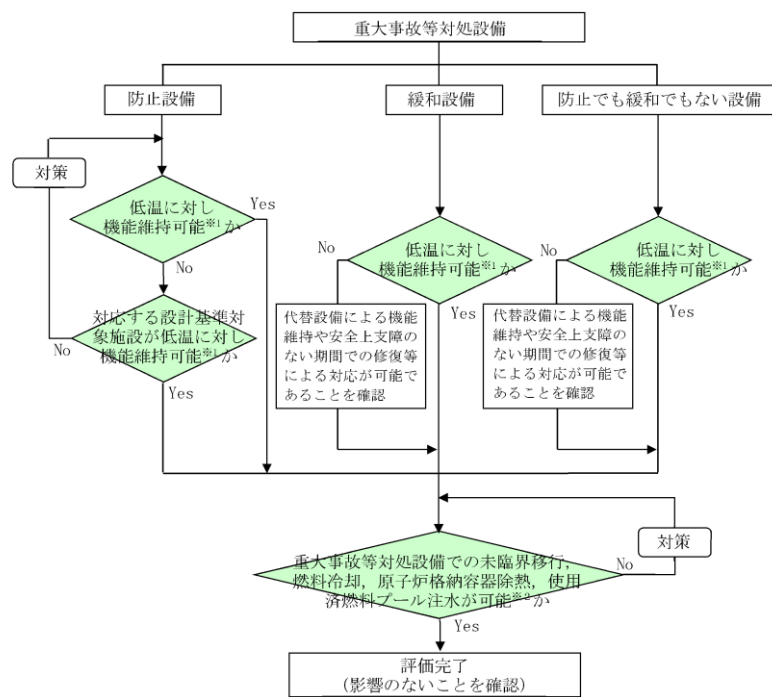 重大事故等対処設備
防止設備
緩和設備
防止でも緩和でもない設備
対策
低温に対し
機能維持可能※1か
Yes
No
対応する設計基準対
象施設が低温に対し
機能維持可能※1か
No
Yes
No
低温に対し
機能維持可能※1か
代替設備による機能
維持や安全上支障の
ない期間での修復等
による対応が可能で
あることを確認
Yes
No
低温に対し
機能維持可能※1か
代替設備による機能
維持や安全上支障の
ない期間での修復等
による対応が可能で
あることを確認
Yes
対策
重大事故等対処設備での未臨界移行,
燃料冷却, 原子炉格納容器除熱, 使用
済燃料プール注水が可能※2か
No
Yes
評価完了
(影響のないことを確認)